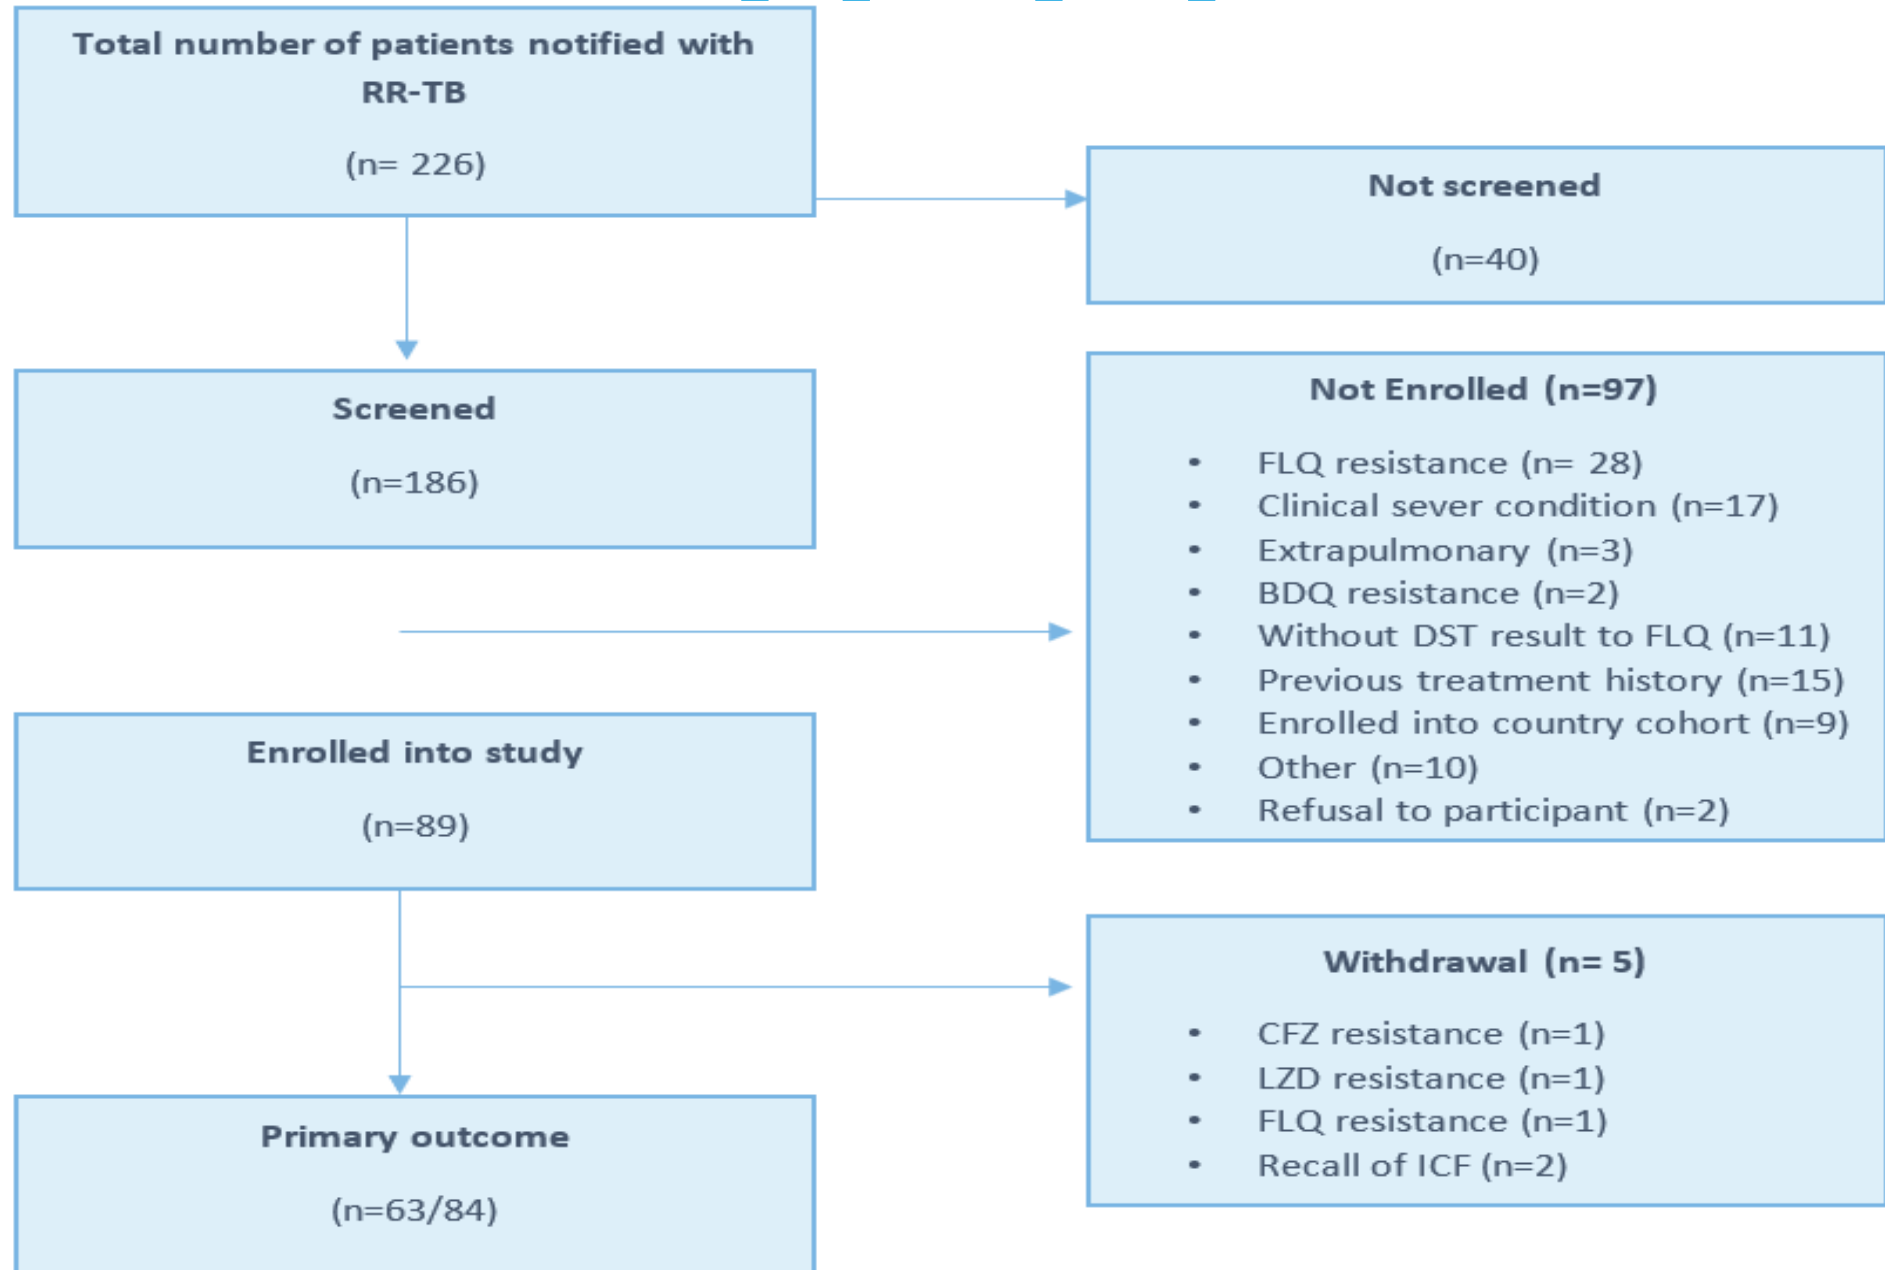 Total number of patients notified with
RR-TB
(n= 226)
Not screened
(n=40)
Screened
(n=186)
Not Enrolled (n=97)
• FLQ resistance (n= 28)
• Clinical sever condition (n=17)
• Extrapulmonary (n=3)
• BDQ resistance (n=2)
• Without DST result to FLQ (n=11)
• Previous treatment history (n=15)
• Enrolled into country cohort (n=9)
• Other (n=10)
• Refusal to participant (n=2)
Enrolled into study
(n=89)
Withdrawal (n= 5)
• CFZ resistance (n=1)
• LZD resistance (n=1)
• FLQ resistance (n=1)
• Recall of ICF (n=2)
Primary outcome
(n=63/84)